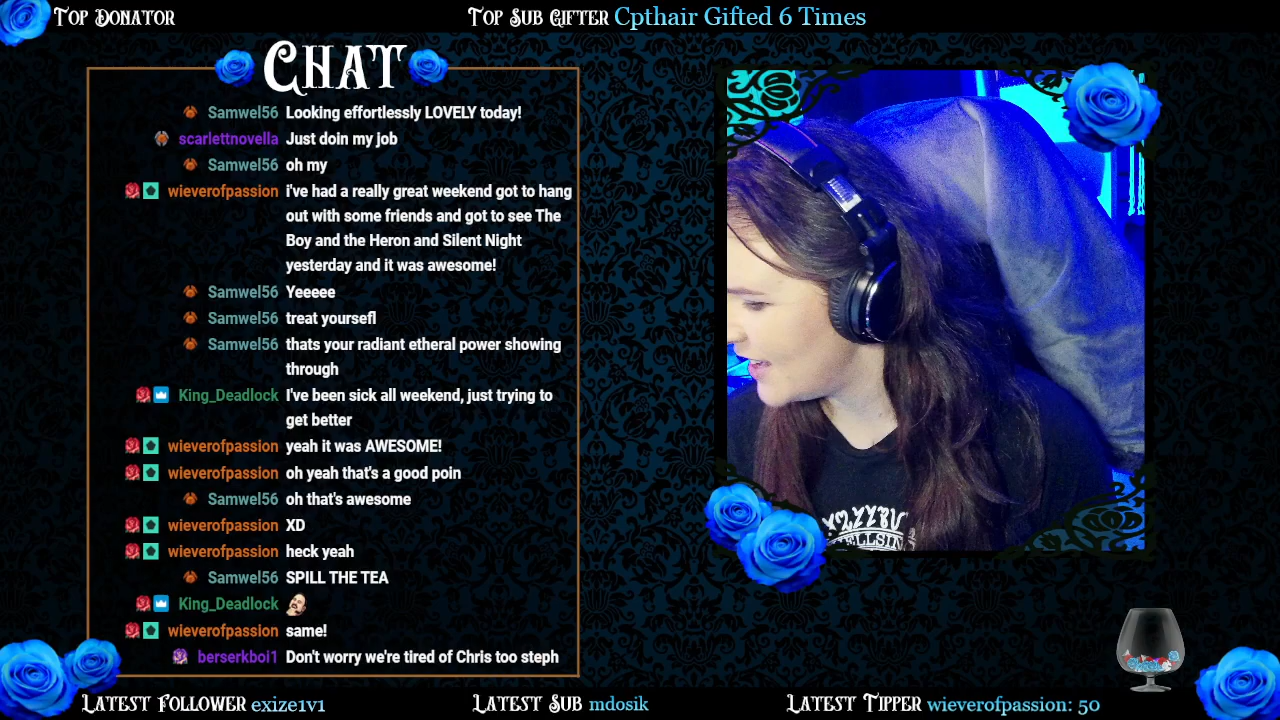 Top Donator
Top Sub Gifter Cpthair Gifted 6 Times
Chat
Samwel56 Looking effortlessly LOVELY today!
scarlettnovella Just doin my job
Samwel56 oh my
wieverofpassion i've had a really great weekend got to hang
out with some friends and got to see The
Boy and the Heron and Silent Night
yesterday and it was awesome!
Samwel56 Yeeeee
Samwel56 treat yoursefl
Samwel56 thats your radiant etheral power showing
through
King_Deadlock I've been sick all weekend, just trying to
get better
wieverofpassion yeah it was AWESOME!
wieverofpassion oh yeah that's a good poin
Samwel56 oh that's awesome
wieverofpassion XD
wieverofpassion heck yeah
Samwel56 SPILL THE TEA
King_Deadlock
wieverofpassion same!
berserkboi1 Don't worry we're tired of Chris too steph
Latest Follower exize1v1
Latest Sub mdosik
Latest Tipper wieverofpassion: 50